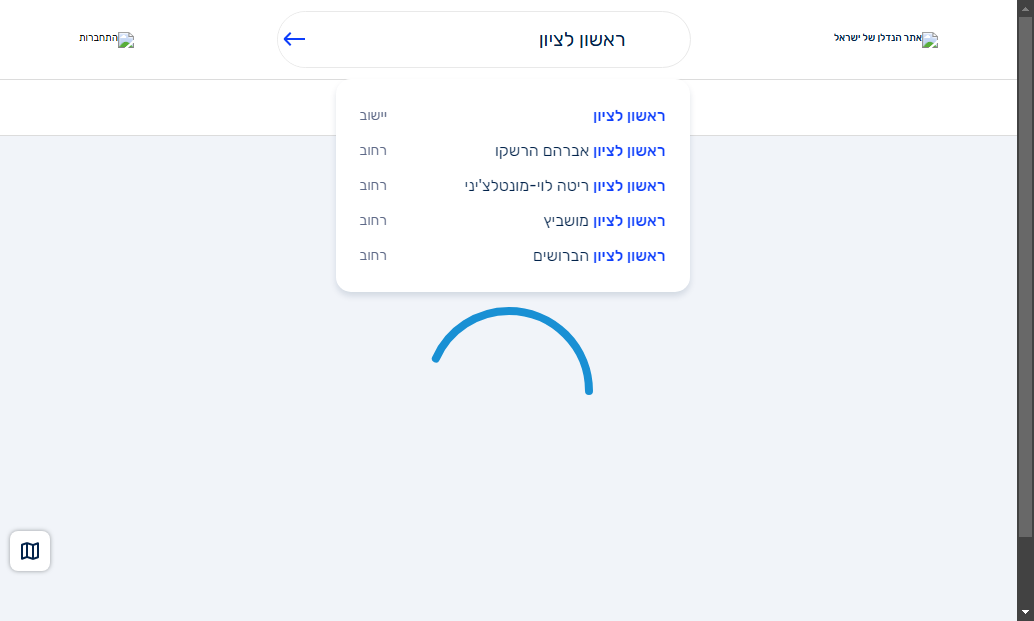 אתר הנדלן של ישראל
ראשון לציון
התחברות
ראשון לציון יישוב
ראשון לציון אברהם הרשקו רחוב
ראשון לציון ריטה לוי-מונטלצ'יני רחוב
ראשון לציון מושביץ רחוב
ראשון לציון הברושים רחוב